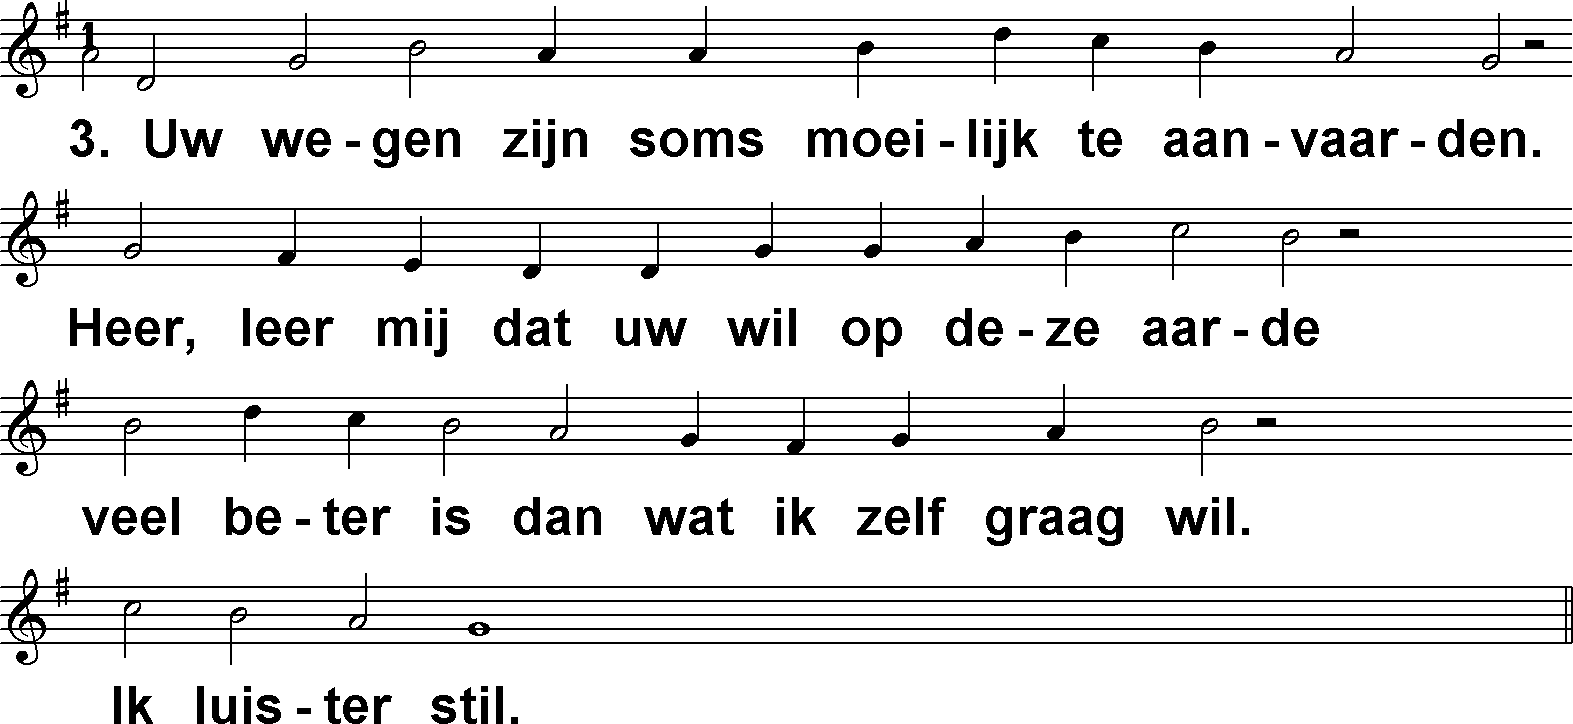 3. Uw we - gen zijn soms moei - lijk te aan - vaar - den.
Heer, leer mij dat uw wil op de - ze aar - de
veel be - ter is dan wat ik zelf graag wil.
Ik luis - ter stil.